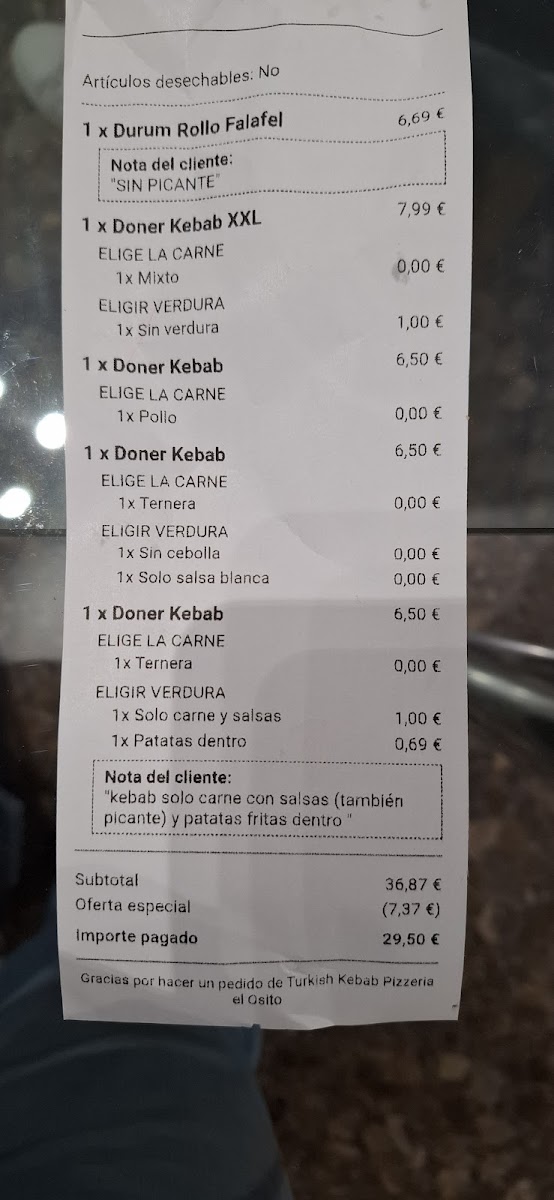 Artículos desechables: No
1 x Durum Rollo Falafel 6,69 €
Nota del cliente:
"SIN PICANTE"
1 x Doner Kebab XXL 7,99 €
ELIGE LA CARNE
1x Mixto 0,00 €
ELIGIR VERDURA
1x Sin verdura 1,00 €
1 x Doner Kebab 6,50 €
ELIGE LA CARNE
1x Pollo 0,00 €
1 x Doner Kebab 6,50 €
ELIGE LA CARNE
1x Ternera 0,00 €
ELIGIR VERDURA
1x Sin cebolla 0,00 €
1x Solo salsa blanca 0,00 €
1 x Doner Kebab 6,50 €
ELIGE LA CARNE
1x Ternera 0,00 €
ELIGIR VERDURA
1x Solo carne y salsas 1,00 €
1x Patatas dentro 0,69 €
Nota del cliente:
"kebab solo carne con salsas (también
picante) y patatas fritas dentro "
Subtotal 36,87 €
Oferta especial (7,37 €)
Importe pagado 29,50 €
Gracias por hacer un pedido de Turkish Kebab Pizzeria
el Osito